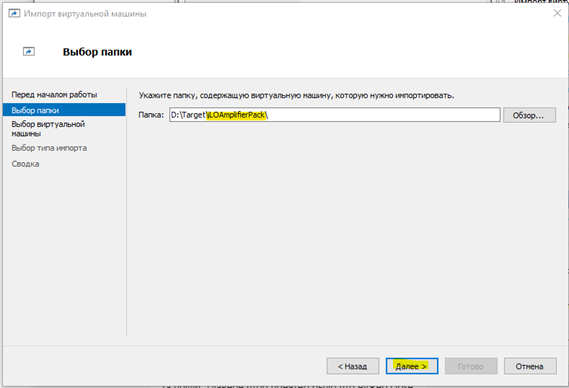 Импорт виртуальной машины
Выбор папки
Перед началом работы
Выбор папки
Выбор виртуальной
машины
Выбор типа импорта
Сводка
Укажите папку, содержащую виртуальную машину, которую нужно импортировать.
Папка: D:\Target\iLOAmplifierPack\ Обзор...
< Назад Далее > Готово Отмена